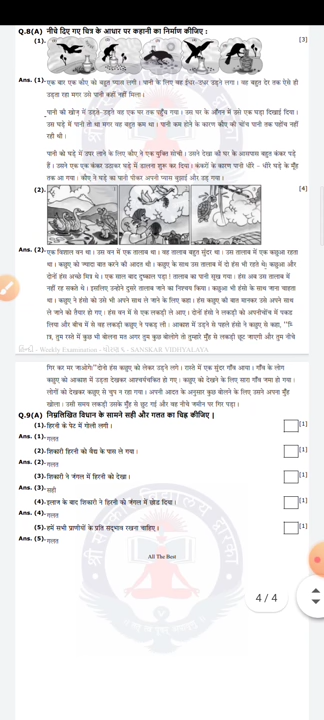 Q.8(A) नीचे दिए गए चित्र के आधार पर कहानी का निर्माण कीजिए :
(1). [3]
Ans. (1)-एक बार एक कौए को बहुत प्यास लगी। पानी के लिए वह ईधर-उधर उड़ने लगा। वह बहुत देर तक ऐसे ही
उड़ता रहा मगर उसे पानी कहीं नहीं मिला।
पानी की खोज में उड़ते-उड़ते वह एक घर तक पहुँच गया। उस घर के आँगन में उसे एक घड़ा दिखाई दिया।
उस घड़े में पानी तो था मगर वह बहुत कम था। पानी कम होने के कारण कौए की चोंच पानी तक पहोंच नहीं
रही थी।
पानी को घड़े में उपर लाने के लिए कौए ने एक युक्ति सोची। उसने देखा की घर के आसपास बहुत कंकर पड़े
हैं। उसने एक एक कंकर उठाकर घड़े में डालना शुरू कर दिया। कंकरों के कारण पानी धीरे - धीरे घड़े के मुँह
तक आ गया। कौए ने घड़े का पानी पीकर अपनी प्यास बुझाई और उड़ गया।
(2). [4]
Ans. (2)-एक विशाल वन था। उस वन में एक तालाब था। वह तालाब बहुत सुंदर था। उस तालाब में एक कछुआ रहता
था। कछुए को ज्यादा बात करने की आदत थी। कछुए के साथ उस तालाब में दो हंस भी रहते थे। कछुआ और
दोनों हंस अच्छे मित्र थे। एक साल बाद दुष्काल पड़ा। तालाब का पानी सूख गया। हंस अब उस तालाब में
नहीं रह सकते थे। इसलिए उन्होंने दुसरे तालाब जाने का निश्चय किया। कछुआ भी हंसो के साथ जाना चाहता
था। कछुए ने हंसो को उसे भी अपने साथ ले जाने के लिए कहा। हंस कछुए की बात मानकर उसे अपने साथ
ले जाने को तैयार हो गए। हंस वन में से एक लकड़ी ले आए। दोनों हंसो ने लकड़ी को अपनीचोंच में पकड
लिया और बीच में से वह लकड़ी कछुए ने पकड़ ली। आकाश में उड़ने से पहले हंसो ने कछुए से कहा,
त्र, तुम रस्ते में कुछ भी बोलना मत अगर तुम कुछ बोलोगे तो तुम्हारे मुँह से लकड़ी छूट जाएगी और तुम नीचे
- Weekly Examination - - SANSKAR VIDHYALAYA
गिर कर मर जाओगे।"दोनो हंस कछुए को लेकर उड़ने लगे। रास्ते में एक सुंदर गाँव आया। गाँव के लोग
कछुए को आकाश में उड़ता देखकर आश्चर्यचकित हो गए। कछुए को देखने के लिए सारा गाँव जमा हो गया।
लोगों को देखकर कछुए से चुप न रहा गया। अपनी आदत के अनुसार कुछ बोलने के लिए उसने अपना मुँह
खोला। उसी समय लकड़ी उसके मुँह से छूट गई और वह नीचे जमीन पर गिर पड़ा।
Q.9(A) निम्नलिखित विधान के सामने सही और गलत का चिह्न कीजिए |
(1).हिरनी के पेट में गोली लगी। [1]
Ans. (1)-गलत
(2).शिकारी हिरनी को वैध्य के पास ले गया। [1]
Ans. (2)-गलत
(3).शिकारी ने जंगल में हिरनी को देखा। [1]
Ans. (3)-सही
(4).इलाज के बाद शिकारी ने हिरनी को जंगल में छोड दिया। [1]
Ans. (4)-गलत
(5).हमें सभी प्राणीयों के प्रति सद्भाव रखना चाहिए। [1]
Ans. (5)-गलत
All The Best
4 / 4